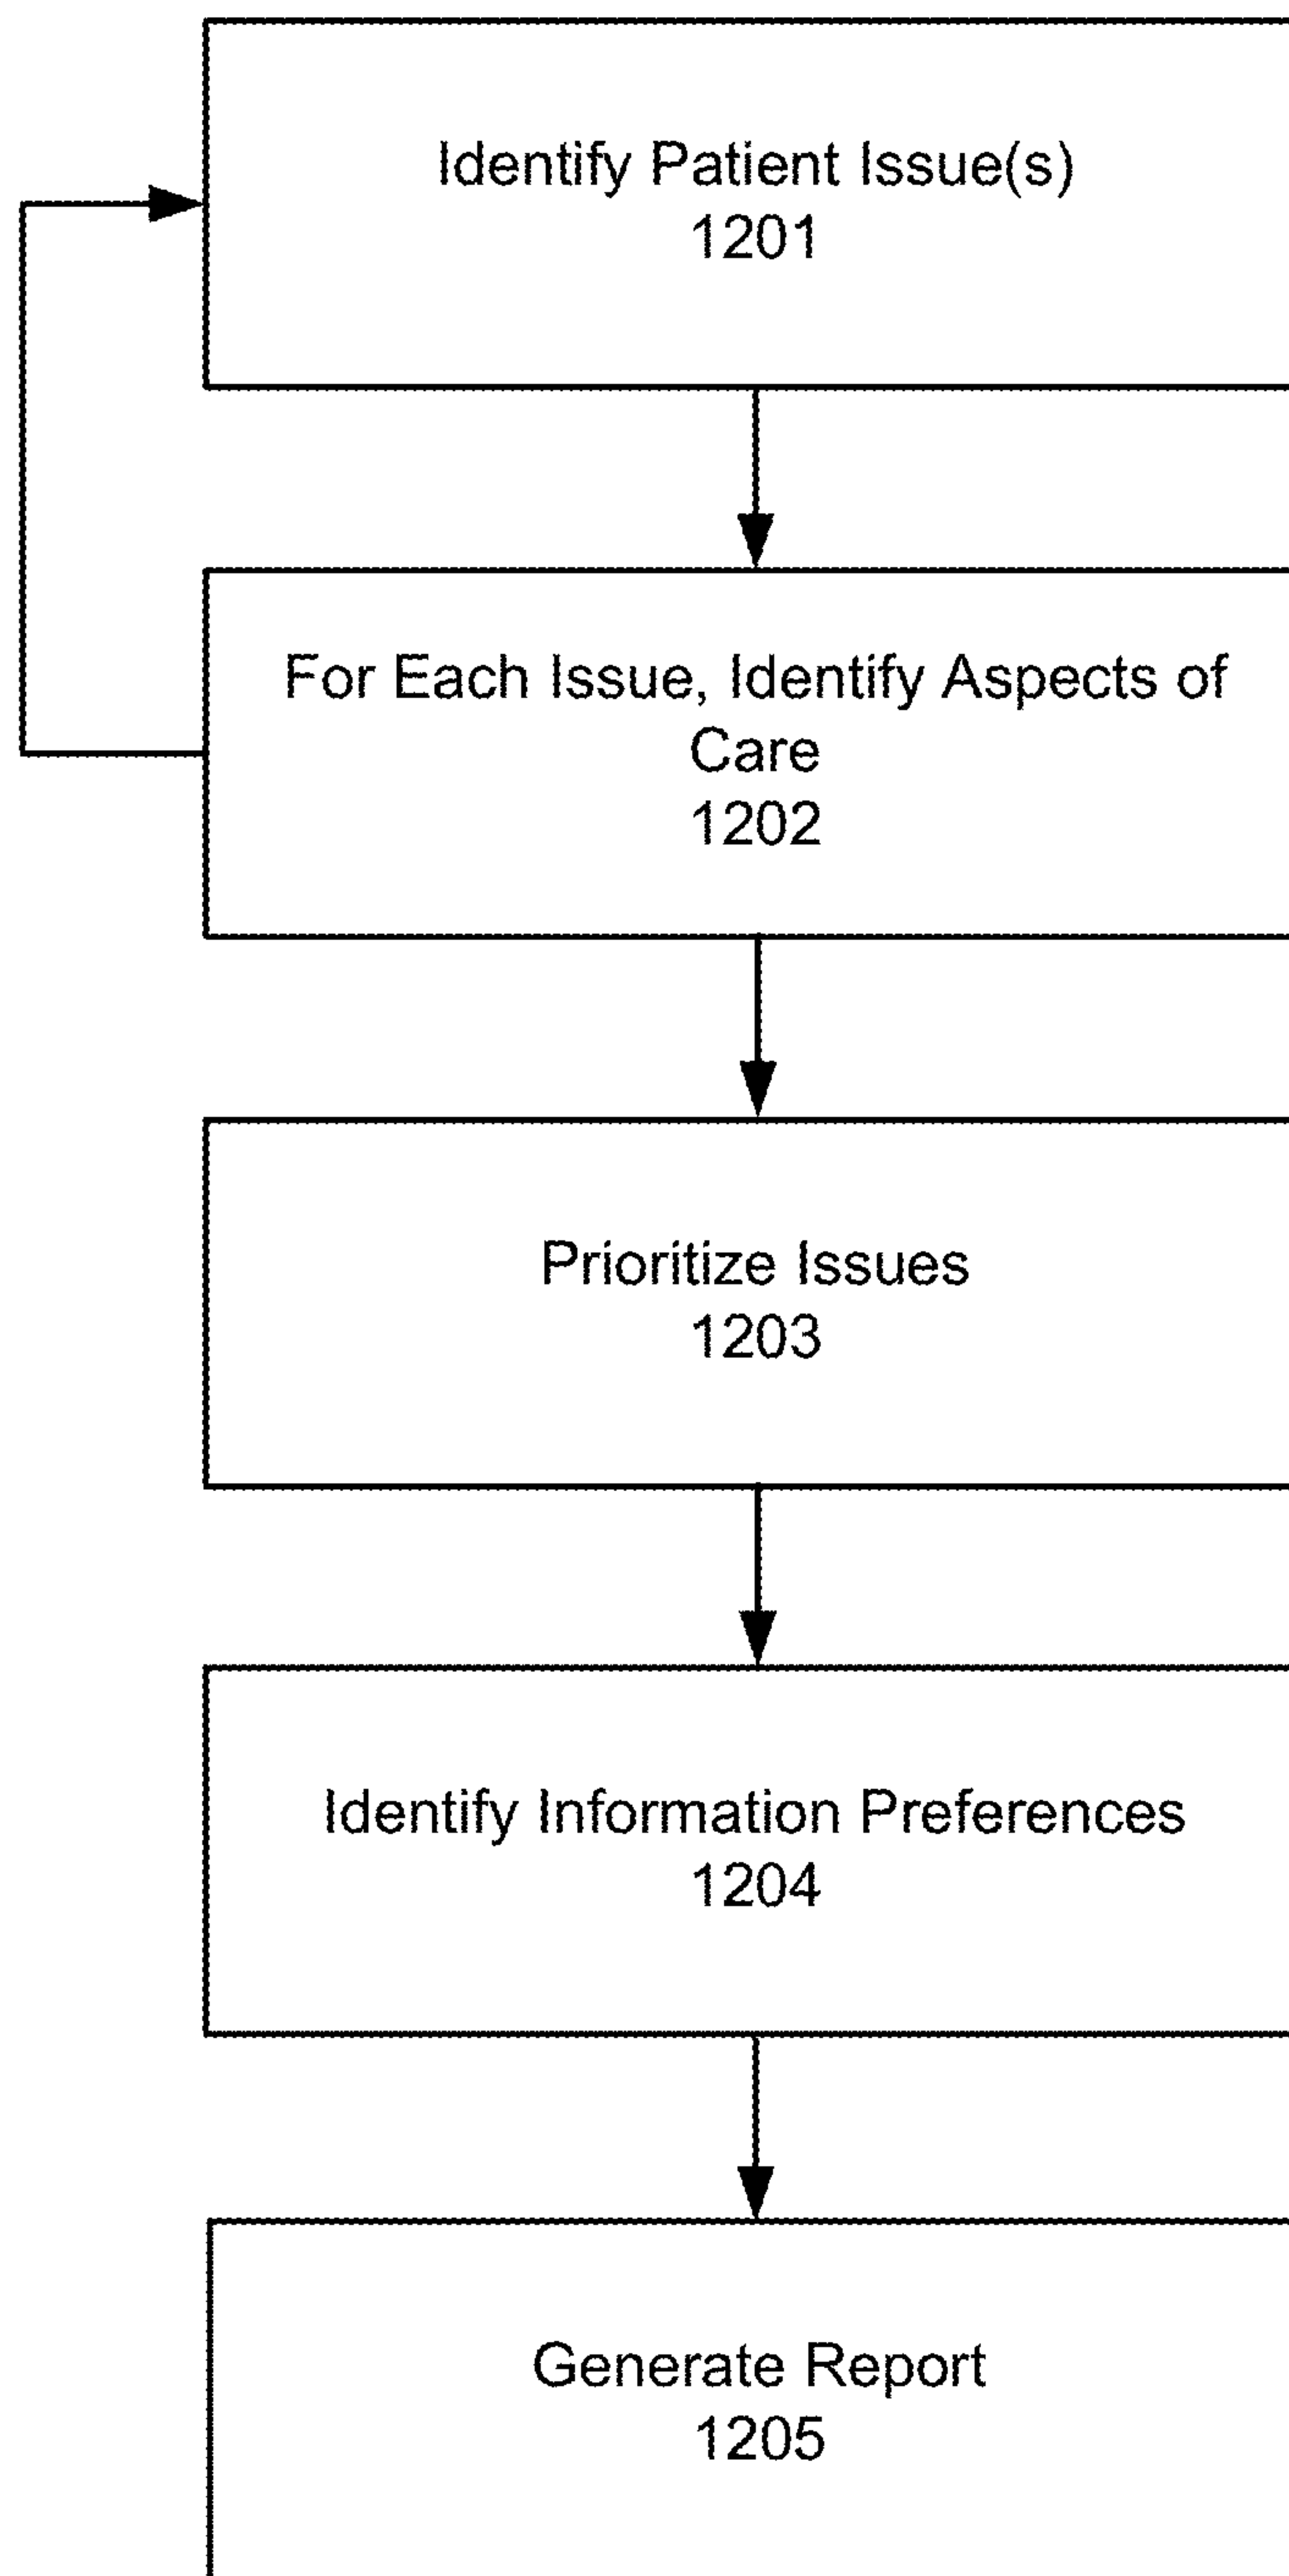 Identify Patient Issue(s)
1201
For Each Issue, Identify Aspects of
Care
1202
Prioritize Issues
1203
Identify Information Preferences
1204
Generate Report
1205